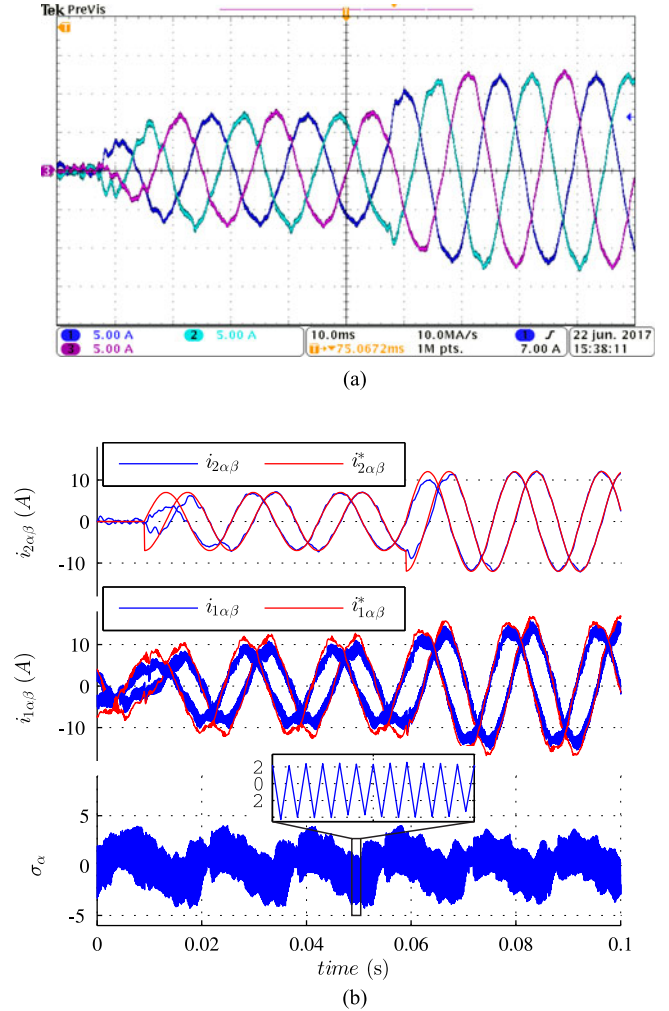 Tek PreVis
T
T
3
1 5.00 A 2 5.00 A
3 5.00 A
10.0ms 10.0MA/s 1 ʃ
T→▼75.0672ms 1M pts. 7.00 A
22 jun. 2017
15:38:11
(a)
i2αβ i*2αβ
i2αβ (A)
10
0
-10
i1αβ i*1αβ
i1αβ (A)
10
0
-10
2
0
2
σα
5
0
-5
0 0.02 0.04 0.06 0.08 0.1
time (s)
(b)